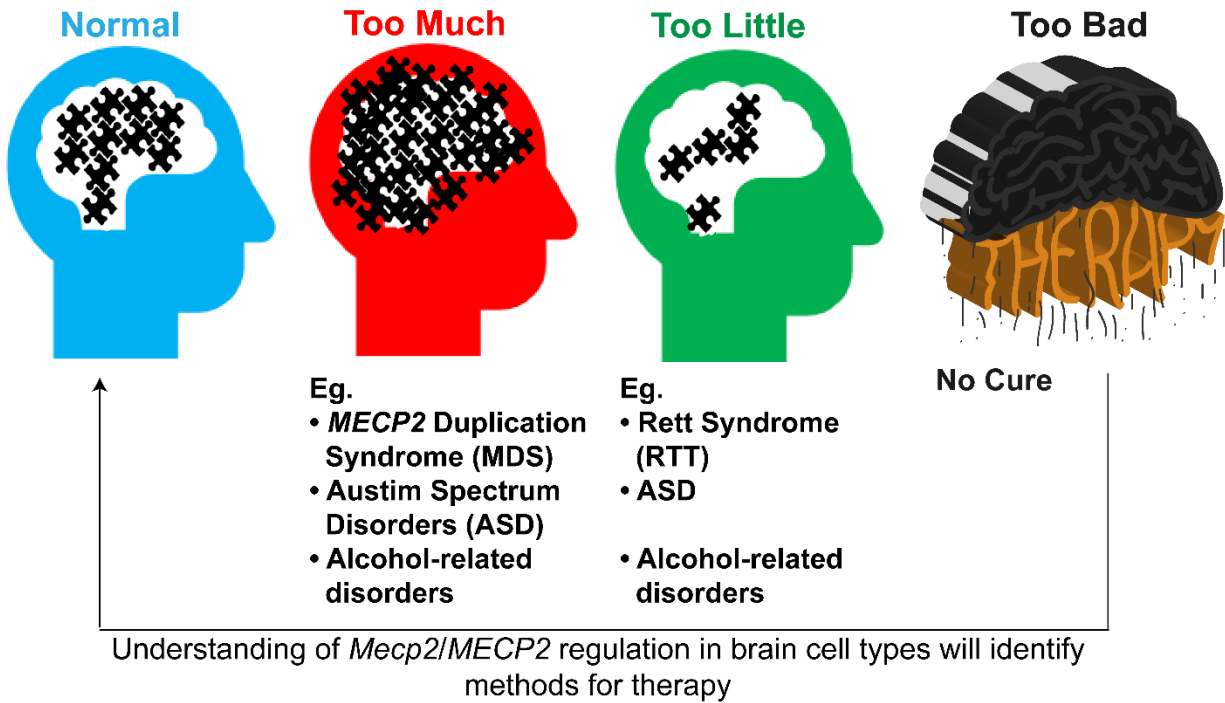 Normal
Too Much
Too Little
Too Bad
THERAPY
No Cure
Eg.
• MECP2 Duplication
Syndrome (MDS)
• Austim Spectrum
Disorders (ASD)
• Alcohol-related
disorders
Eg.
• Rett Syndrome
(RTT)
• ASD
• Alcohol-related
disorders
Understanding of Mecp2/MECP2 regulation in brain cell types will identify
methods for therapy